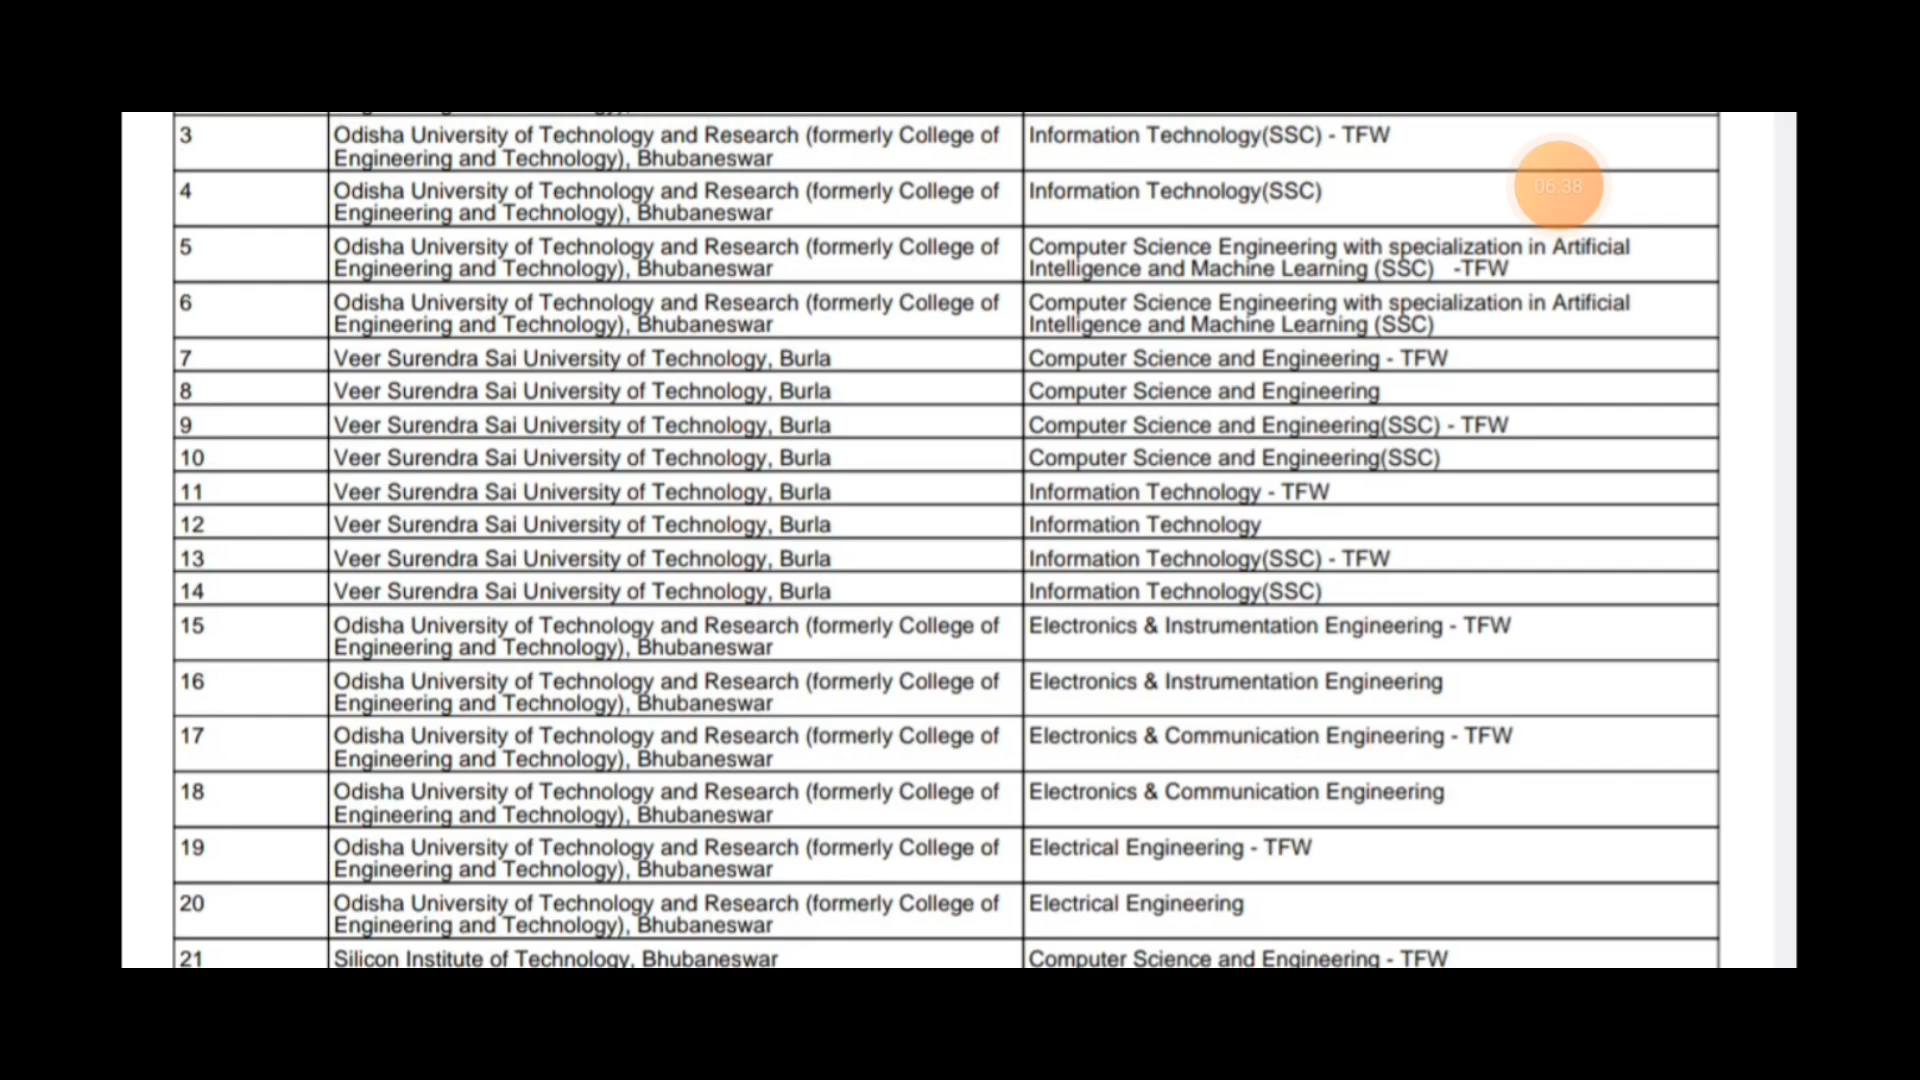 3 Odisha University of Technology and Research (formerly College of Information Technology(SSC) - TFW
Engineering and Technology), Bhubaneswar
06:38
4 Odisha University of Technology and Research (formerly College of Information Technology(SSC)
Engineering and Technology), Bhubaneswar
5 Odisha University of Technology and Research (formerly College of Computer Science Engineering with specialization in Artificial
Engineering and Technology), Bhubaneswar Intelligence and Machine Learning (SSC) -TFW
6 Odisha University of Technology and Research (formerly College of Computer Science Engineering with specialization in Artificial
Engineering and Technology), Bhubaneswar Intelligence and Machine Learning (SSC)
7 Veer Surendra Sai University of Technology, Burla Computer Science and Engineering - TFW
8 Veer Surendra Sai University of Technology, Burla Computer Science and Engineering
9 Veer Surendra Sai University of Technology, Burla Computer Science and Engineering(SSC) - TFW
10 Veer Surendra Sai University of Technology, Burla Computer Science and Engineering(SSC)
11 Veer Surendra Sai University of Technology, Burla Information Technology - TFW
12 Veer Surendra Sai University of Technology, Burla Information Technology
13 Veer Surendra Sai University of Technology, Burla Information Technology(SSC) - TFW
14 Veer Surendra Sai University of Technology, Burla Information Technology(SSC)
15 Odisha University of Technology and Research (formerly College of Electronics & Instrumentation Engineering - TFW
Engineering and Technology), Bhubaneswar
16 Odisha University of Technology and Research (formerly College of Electronics & Instrumentation Engineering
Engineering and Technology), Bhubaneswar
17 Odisha University of Technology and Research (formerly College of Electronics & Communication Engineering - TFW
Engineering and Technology), Bhubaneswar
18 Odisha University of Technology and Research (formerly College of Electronics & Communication Engineering
Engineering and Technology), Bhubaneswar
19 Odisha University of Technology and Research (formerly College of Electrical Engineering - TFW
Engineering and Technology), Bhubaneswar
20 Odisha University of Technology and Research (formerly College of Electrical Engineering
Engineering and Technology), Bhubaneswar
21 Silicon Institute of Technology, Bhubaneswar Computer Science and Engineering - TFW